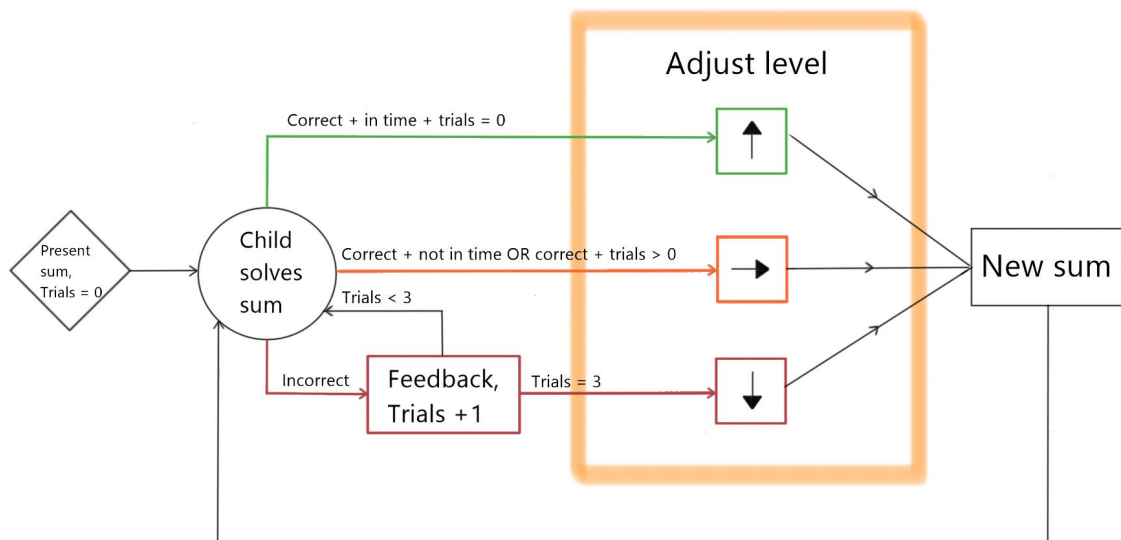 Adjust level
Correct + in time + trials = 0
Present
sum,
Trials = 0
Child
solves
sum
Correct + not in time OR correct + trials > 0
New sum
Trials < 3
Incorrect
Feedback,
Trials +1
Trials = 3